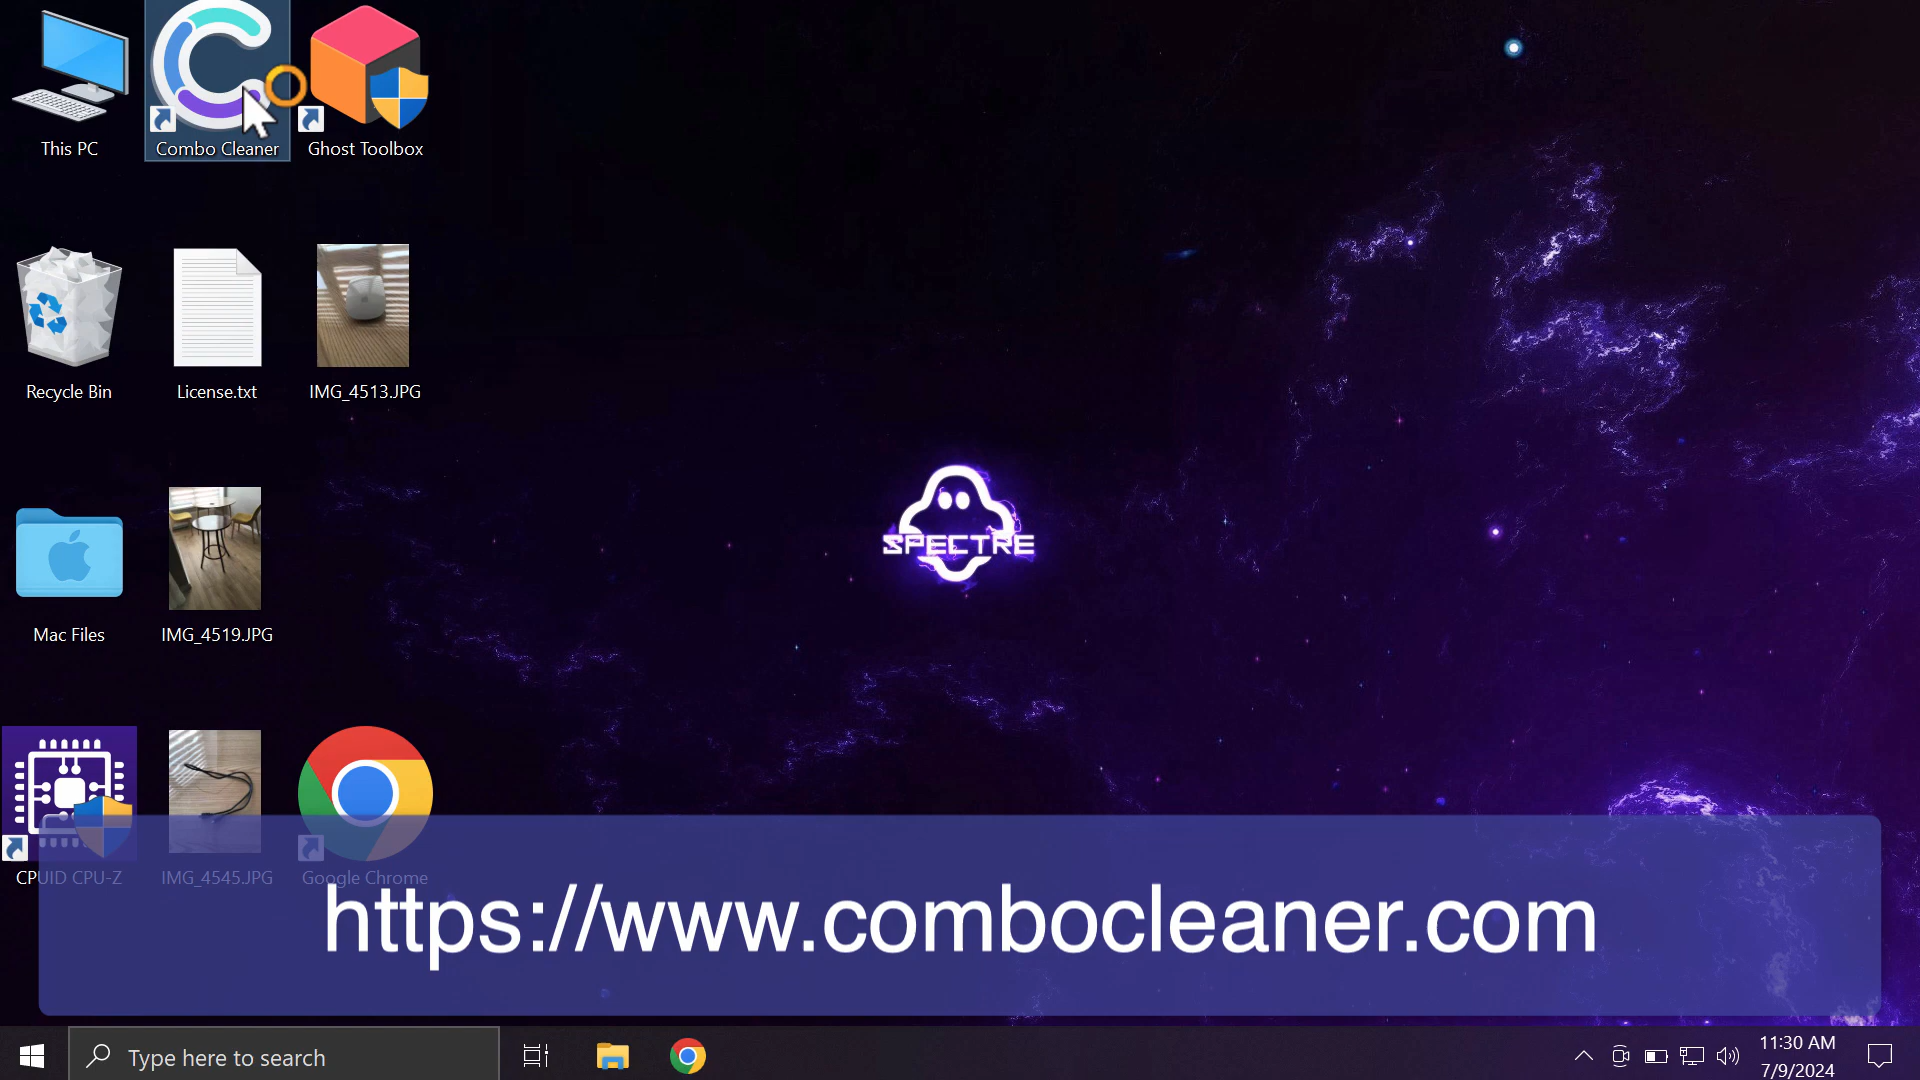 This PC
Combo Cleaner
Ghost Toolbox
Recycle Bin
License.txt
IMG_4513.JPG
SPECTRE
Mac Files
IMG_4519.JPG
CPUID CPU-Z
IMG_4545.JPG
Google Chrome
https://www.combocleaner.com
Type here to search
11:30 AM
7/9/2024